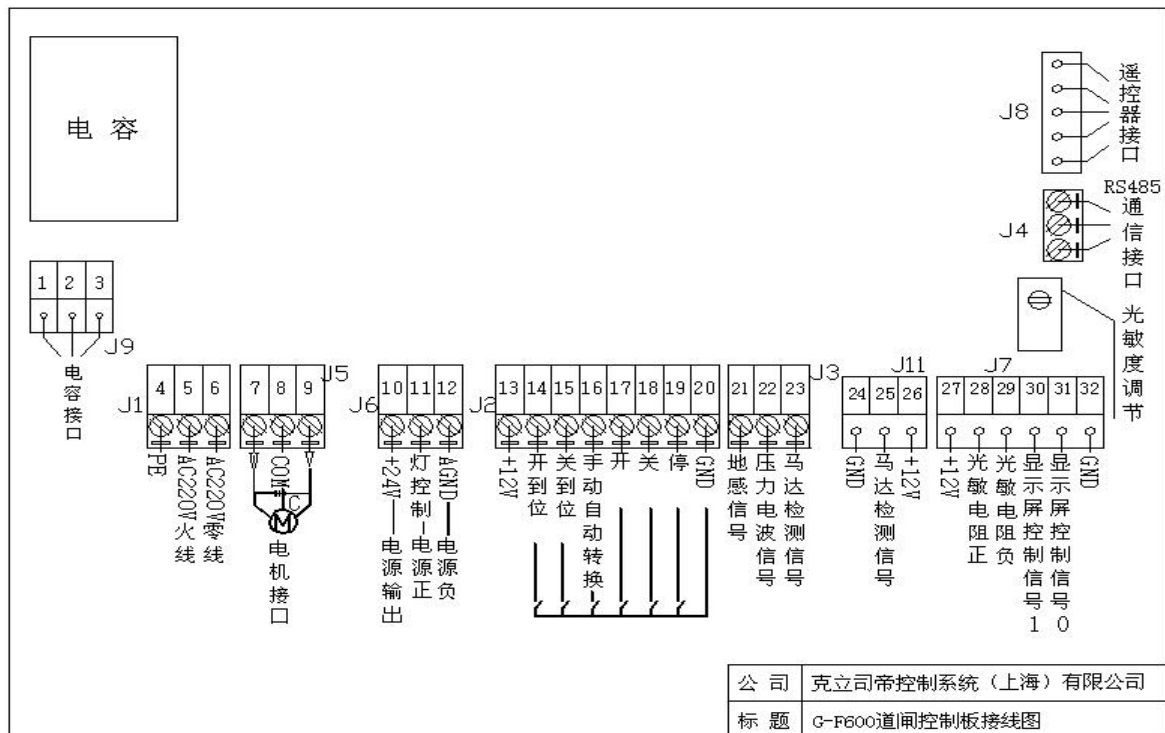 电 容
J8
遥控器接口
RS485
通信接口
J4
1 2 3
J9
电容接口
光敏度调节
J1
4 5 6
PE
AC220V火线
AC220V零线
J5
7 8 9
COM
C
M
电机接口
J6
10 11 12
+24V——电源输出
灯控制—电源正
AGND——电源负
J2
13 14 15 16 17 18 19 20
+12V
开到位
关到位
手动自动转换
开
关
停
GND
J3
21 22 23
地感信号
压力电波信号
马达检测信号
J11
24 25 26
GND
马达检测信号
+12V
J7
27 28 29 30 31 32
+12V
光敏电阻正
光敏电阻负
显示屏控制信号1
显示屏控制信号0
GND
公 司 克立司帝控制系统（上海）有限公司
标 题 G-F600道闸控制板接线图